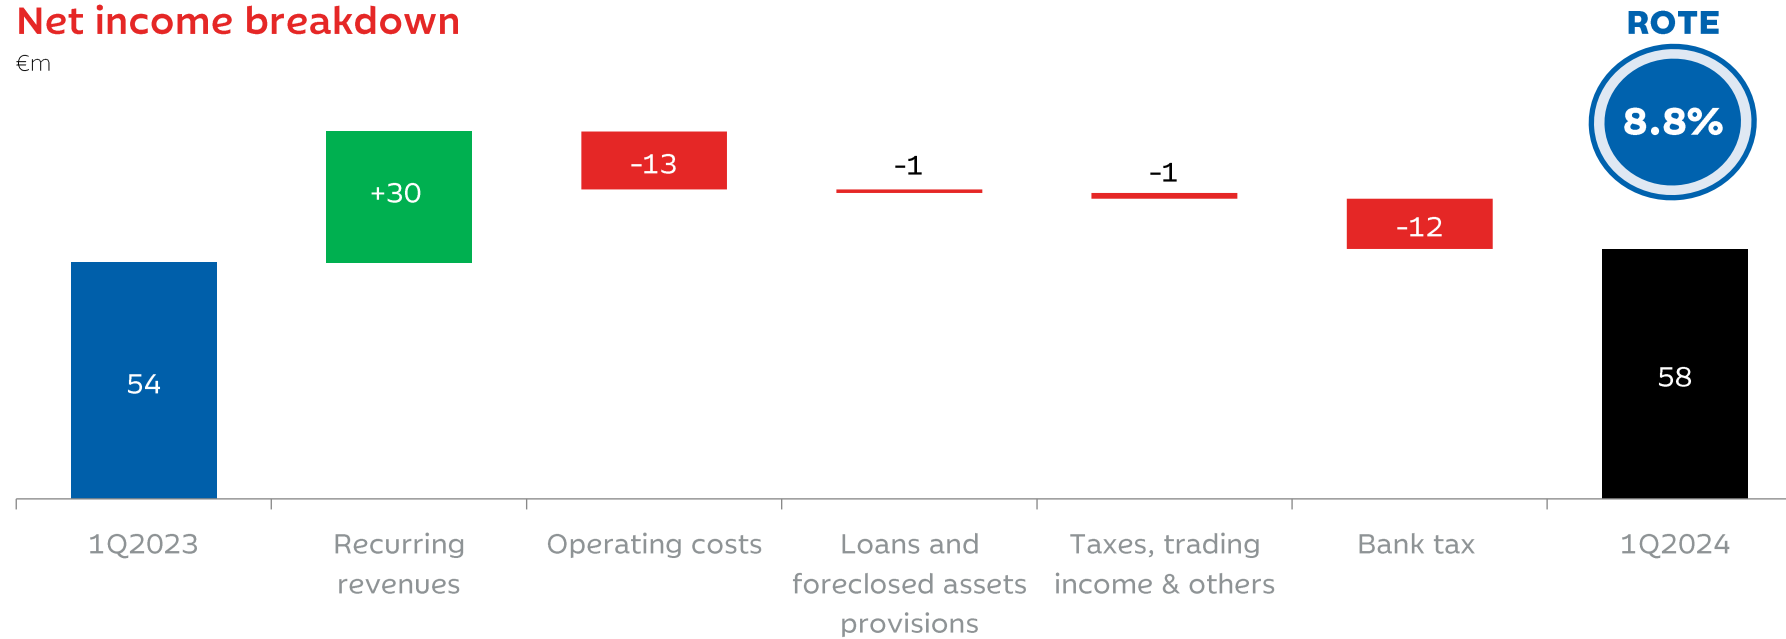 Net income breakdown
€m
ROTE
8.8%
54
+30
-13
-1
-1
-12
58
1Q2023
Recurring
revenues
Operating costs
Loans and
foreclosed assets
provisions
Taxes, trading
income & others
Bank tax
1Q2024